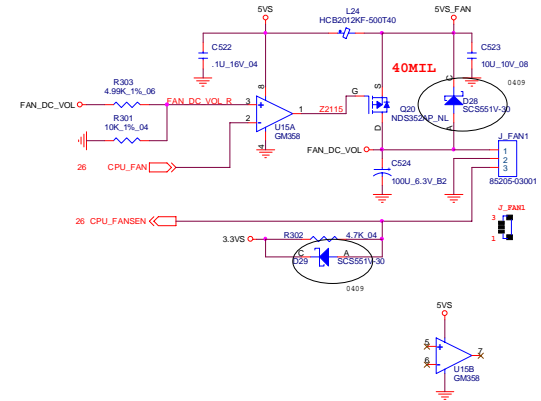 5VS
L24
HCB2012KF-500T40
5VS_FAN
C522
.1U_16V_04
C523
10U_10V_08
40MIL
0409
R303
4.99K_1%_06
FAN_DC_VOL
FAN_DC_VOL_R
8
3
2
1
4
U15A
GM358
Z2115
G
S
D
Q20
NDS352AP_NL
C
A
D28
SCS551V-30
R301
10K_1%_04
26 CPU_FAN
FAN_DC_VOL
C524
100U_6.3V_B2
J_FAN1
1
2
3
85205-03001
26 CPU_FANSEN
3.3VS
R302
4.7K_04
C
A
D29
SCS551V-30
0409
J_FAN1
3
1
5VS
5
6
7
U15B
GM358